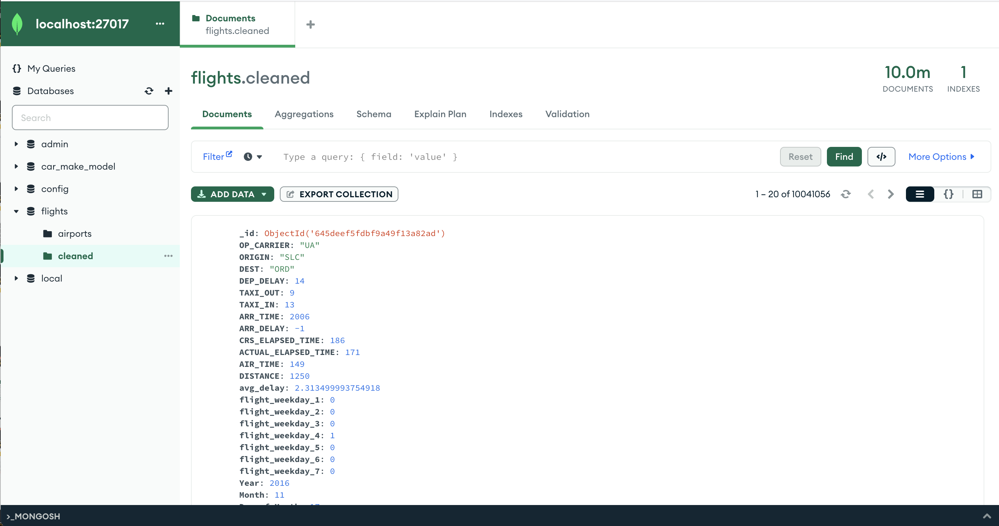 localhost:27017
Documents
flights.cleaned
My Queries
Databases
Search
admin
car_make_model
config
flights
airports
cleaned
local
flights.cleaned
10.0m
DOCUMENTS
1
INDEXES
Documents Aggregations Schema Explain Plan Indexes Validation
Filter Type a query: { field: 'value' } Reset Find </> More Options
ADD DATA EXPORT COLLECTION 1 – 20 of 10041056 {}
_id: ObjectId('645deef5fdbf9a49f13a82ad')
OP_CARRIER: "UA"
ORIGIN: "SLC"
DEST: "ORD"
DEP_DELAY: 14
TAXI_OUT: 9
TAXI_IN: 13
ARR_TIME: 2006
ARR_DELAY: -1
CRS_ELAPSED_TIME: 186
ACTUAL_ELAPSED_TIME: 171
AIR_TIME: 149
DISTANCE: 1250
avg_delay: 2.313499993754918
flight_weekday_1: 0
flight_weekday_2: 0
flight_weekday_3: 0
flight_weekday_4: 1
flight_weekday_5: 0
flight_weekday_6: 0
flight_weekday_7: 0
Year: 2016
Month: 11
>_MONGOSH